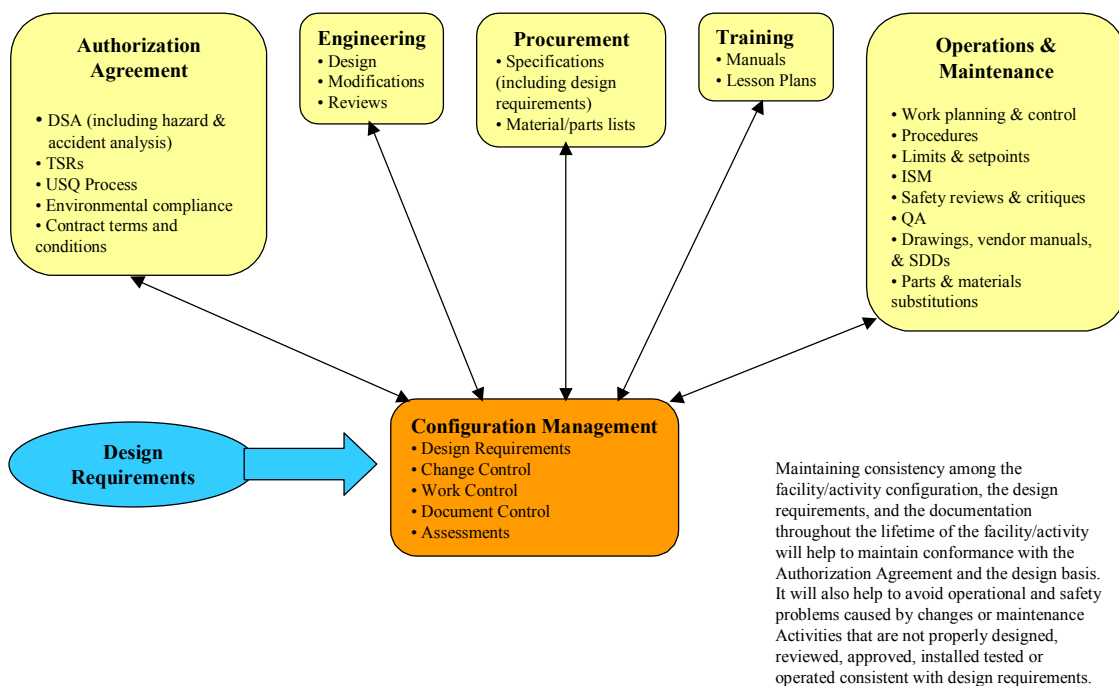 Authorization
Agreement
• DSA (including hazard &
accident analysis)
• TSRs
• USQ Process
• Environmental compliance
• Contract terms and
conditions
Engineering
• Design
• Modifications
• Reviews
Procurement
• Specifications
(including design
requirements)
• Material/parts lists
Training
• Manuals
• Lesson Plans
Operations &
Maintenance
• Work planning & control
• Procedures
• Limits & setpoints
• ISM
• Safety reviews & critiques
• QA
• Drawings, vendor manuals,
& SDDs
• Parts & materials
substitutions
Design
Requirements
Configuration Management
• Design Requirements
• Change Control
• Work Control
• Document Control
• Assessments
Maintaining consistency among the
facility/activity configuration, the design
requirements, and the documentation
throughout the lifetime of the facility/activity
will help to maintain conformance with the
Authorization Agreement and the design basis.
It will also help to avoid operational and safety
problems caused by changes or maintenance
Activities that are not properly designed,
reviewed, approved, installed tested or
operated consistent with design requirements.